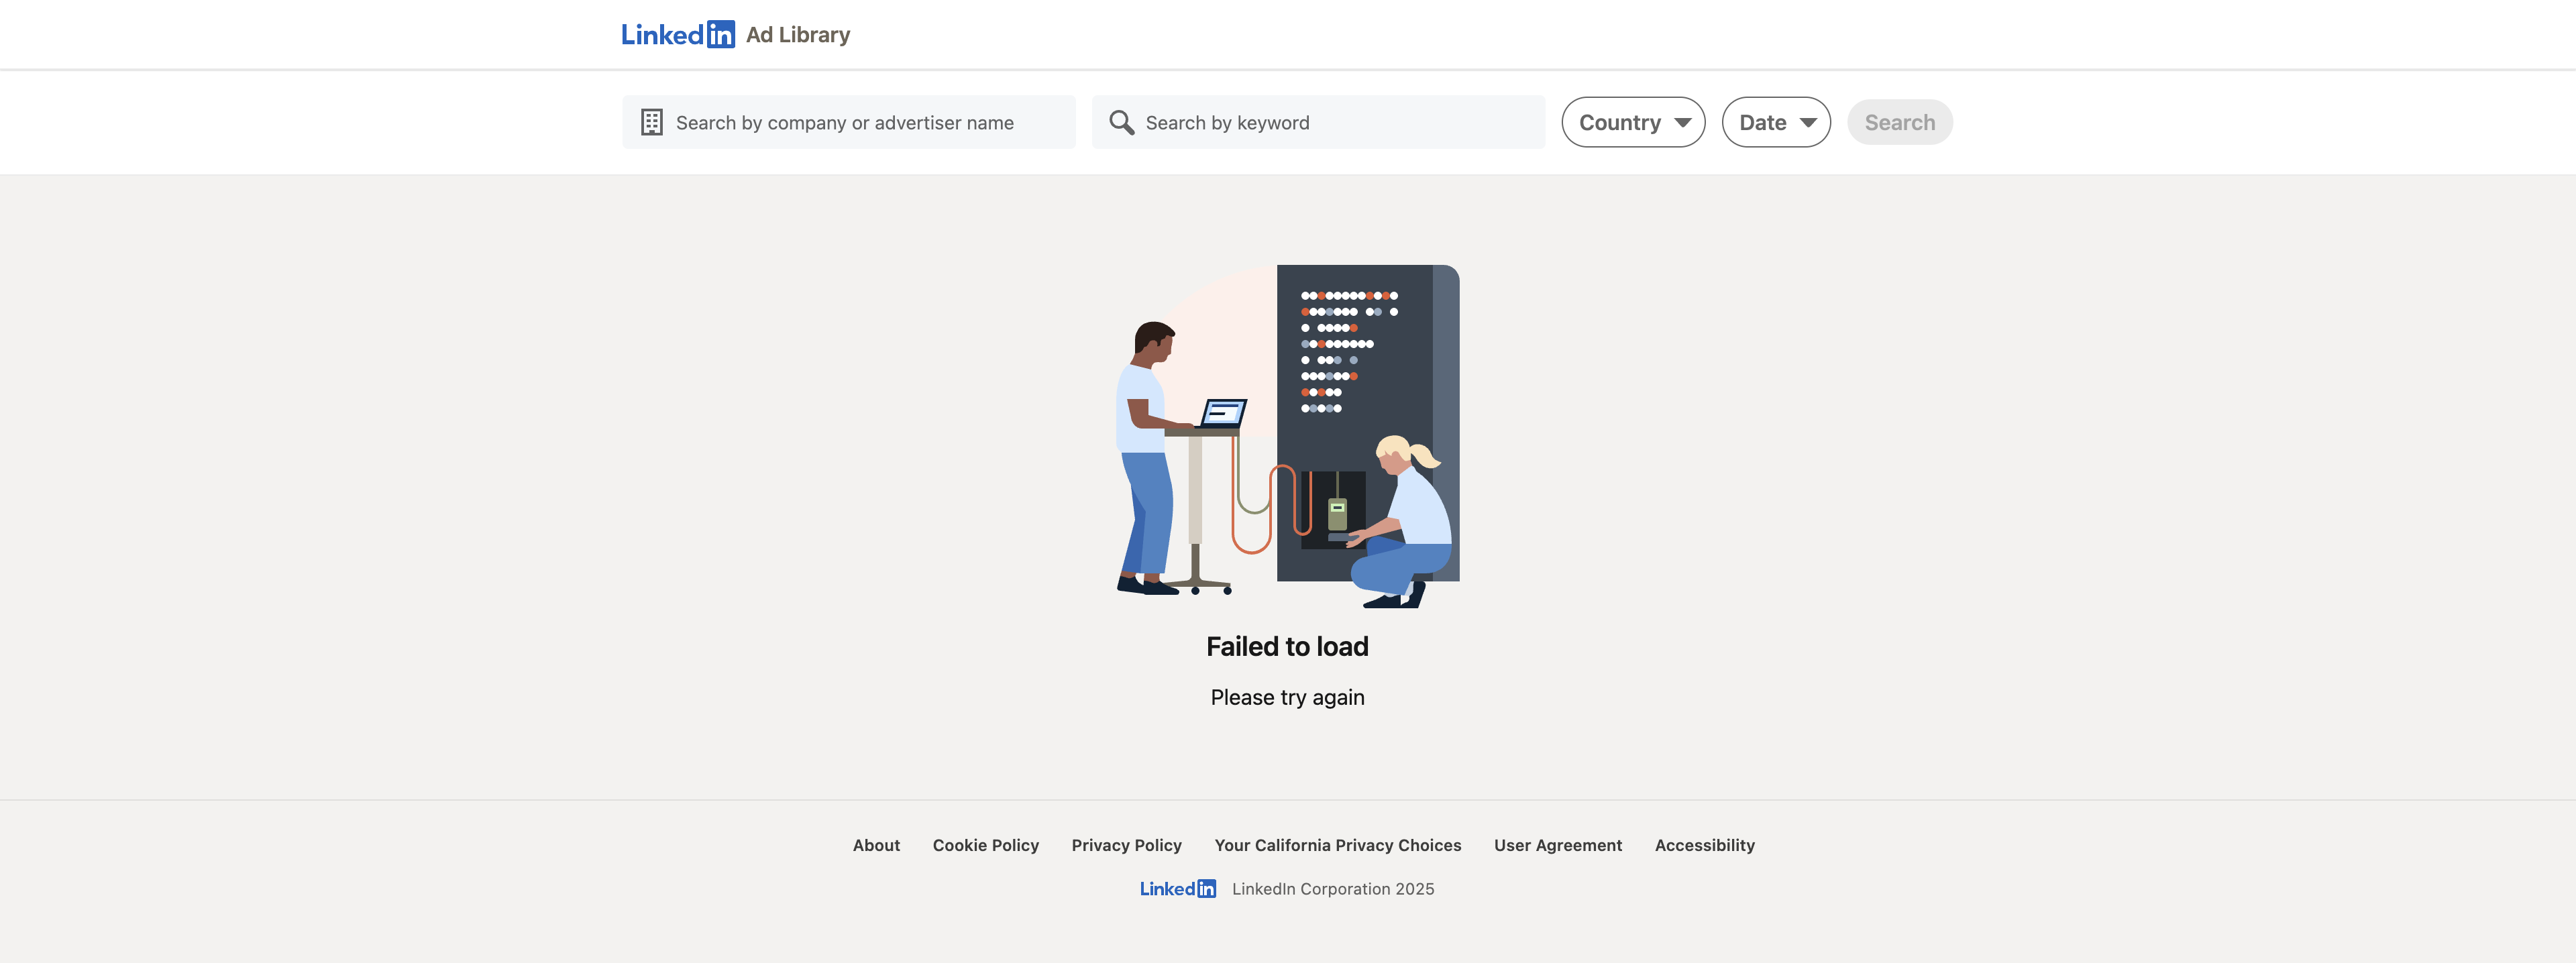 LinkedIn Ad Library
Search by company or advertiser name
Search by keyword
Country
Date
Search
Failed to load
Please try again
About Cookie Policy Privacy Policy Your California Privacy Choices User Agreement Accessibility
LinkedIn LinkedIn Corporation 2025